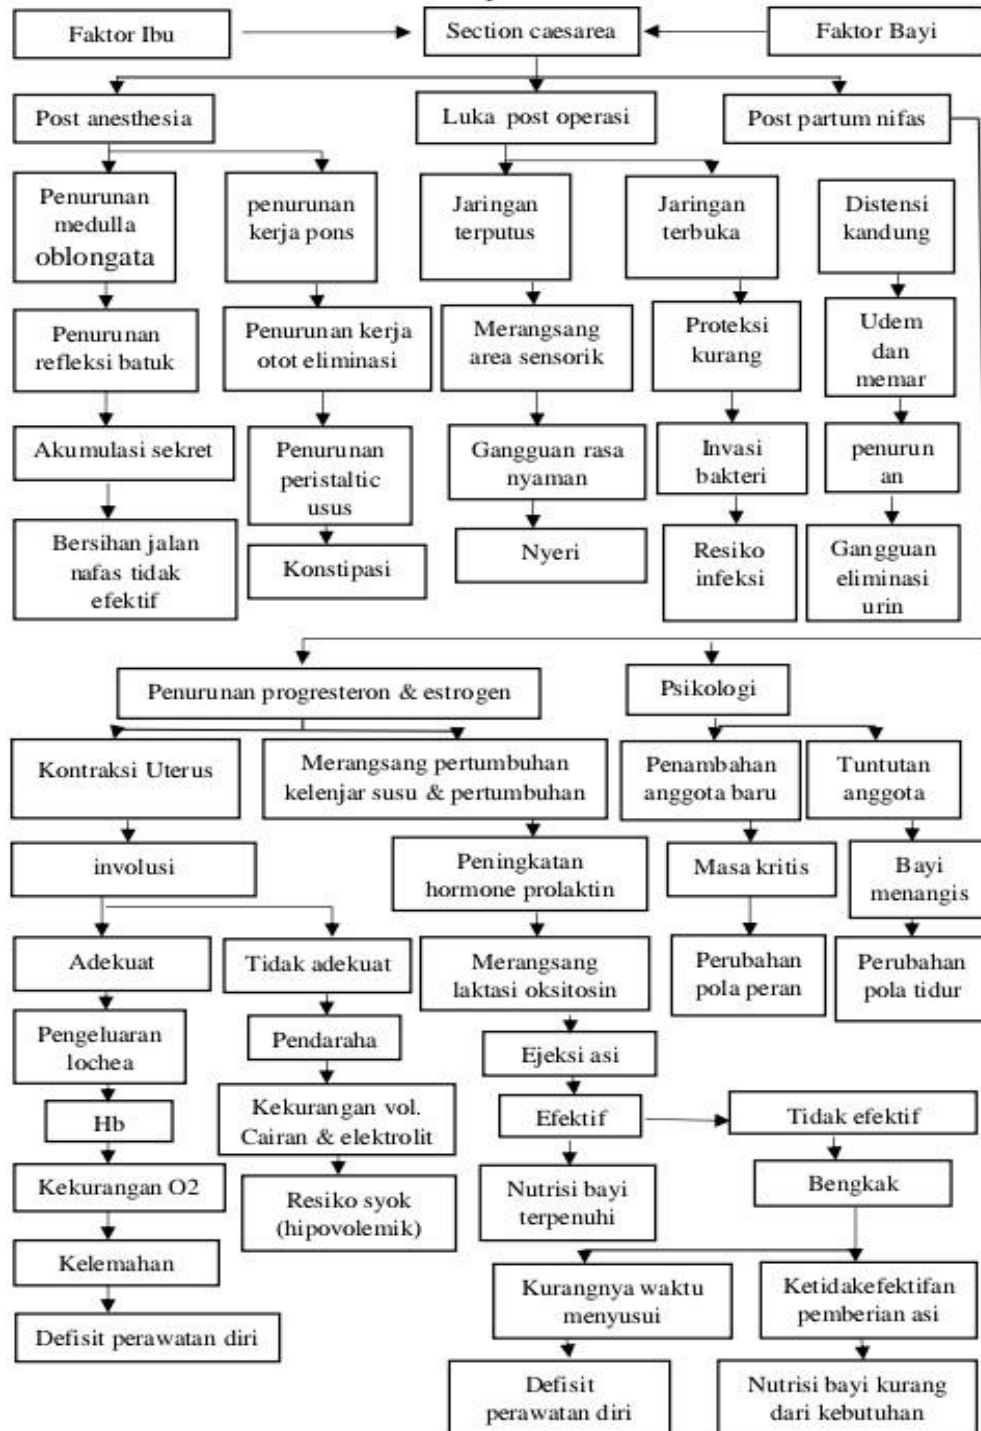 Faktor Ibu
Section caesarea
Faktor Bayi
Post anesthesia
Luka post operasi
Post partum nifas
Penurunan
medulla
oblongata
penurunan
kerja pons
Jaringan
terputus
Jaringan
terbuka
Distensi
kandung
Penurunan
refleksi batuk
Penurunan kerja
otot eliminasi
Merangsang
area sensorik
Proteksi
kurang
Udem
dan
memar
Akumulasi sekret
Penurunan
peristaltic
usus
Gangguan rasa
nyaman
Invasi
bakteri
penurun
an
Bersihan jalan
nafas tidak
efektif
Konstipasi
Nyeri
Resiko
infeksi
Gangguan
eliminasi
urin
Penurunan progresteron & estrogen
Psikologi
Kontraksi Uterus
Merangsang pertumbuhan
kelenjar susu & pertumbuhan
Penambahan
anggota baru
Tuntutan
anggota
involusi
Peningkatan
hormone prolaktin
Masa kritis
Bayi
menangis
Adekuat
Tidak adekuat
Merangsang
laktasi oksitosin
Perubahan
pola peran
Perubahan
pola tidur
Pengeluaran
lochea
Pendaraha
Ejeksi asi
Hb
Kekurangan vol.
Cairan & elektrolit
Efektif
Tidak efektif
Kekurangan O2
Resiko syok
(hipovolemik)
Nutrisi bayi
terpenuhi
Bengkak
Kelemahan
Kurangnya waktu
menyusui
Ketidakefektifan
pemberian asi
Defisit perawatan diri
Defisit
perawatan diri
Nutrisi bayi kurang
dari kebutuhan